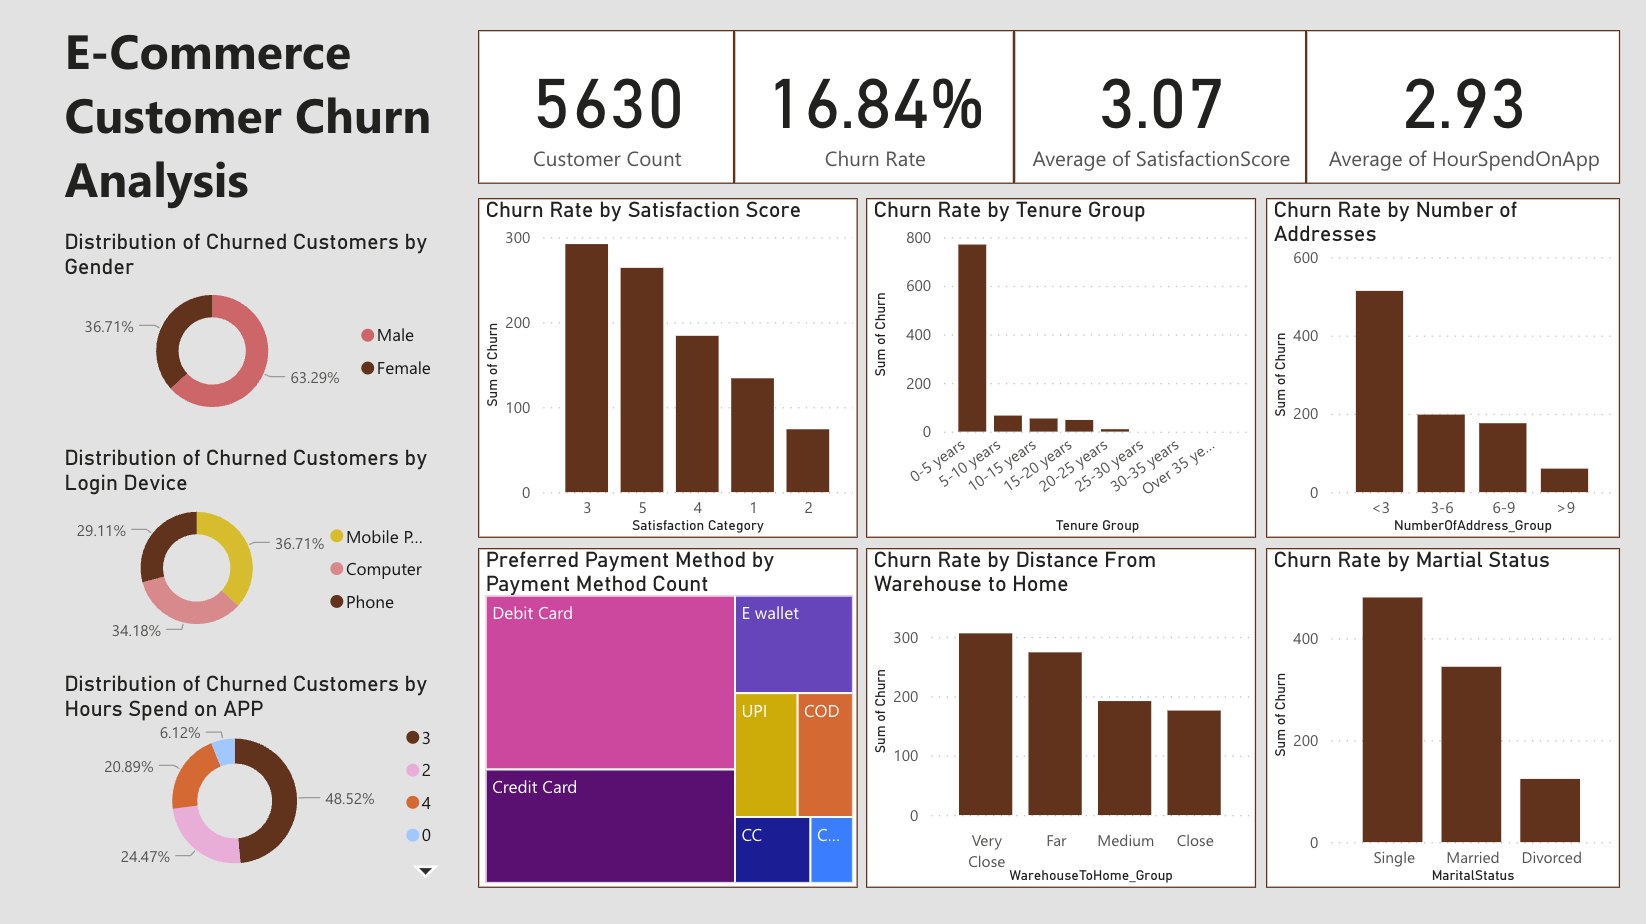 E-Commerce
Customer Churn
Analysis
5630
Customer Count
16.84%
Churn Rate
3.07
Average of SatisfactionScore
2.93
Average of HourSpendOnApp
Distribution of Churned Customers by
Gender
36.71%
63.29%
Male
Female
Distribution of Churned Customers by
Login Device
29.11%
36.71%
34.18%
Mobile P...
Computer
Phone
Distribution of Churned Customers by
Hours Spend on APP
6.12%
20.89%
48.52%
24.47%
3
2
4
0
Churn Rate by Satisfaction Score
300
200
100
0
Sum of Churn
3 5 4 1 2
Satisfaction Category
Churn Rate by Tenure Group
800
600
400
200
0
Sum of Churn
0-5 years
5-10 years
10-15 years
15-20 years
20-25 years
25-30 years
30-35 years
Over 35 ye...
Tenure Group
Churn Rate by Number of
Addresses
600
400
200
0
Sum of Churn
<3 3-6 6-9 >9
NumberOfAddress_Group
Preferred Payment Method by
Payment Method Count
Debit Card
Credit Card
E wallet
UPI
COD
CC
C...
Churn Rate by Distance From
Warehouse to Home
300
200
100
0
Sum of Churn
Very
Close
Far
Medium
Close
WarehouseToHome_Group
Churn Rate by Martial Status
400
200
0
Sum of Churn
Single Married Divorced
MaritalStatus